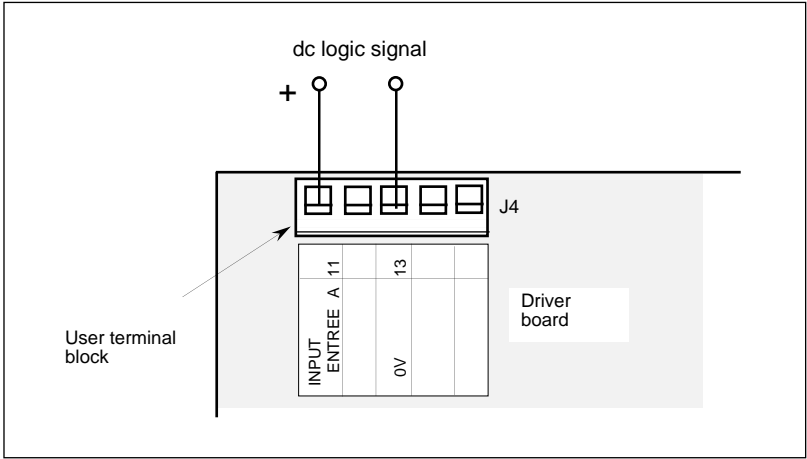 dc logic signal
+
J4
11
13
INPUT
ENTREE A
0V
Driver
board
User terminal
block